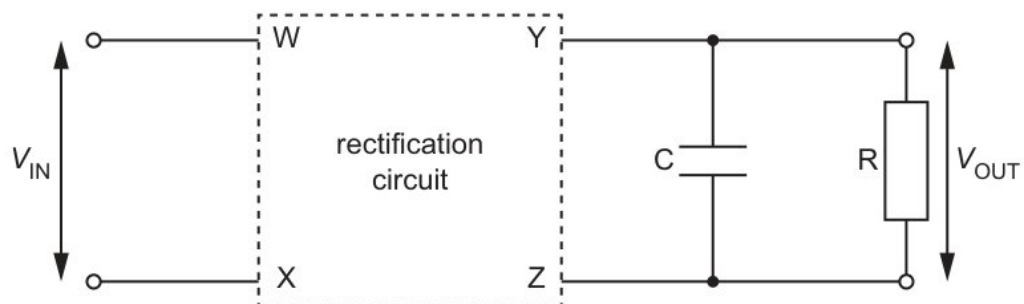 W
Y
V_IN
rectification
circuit
C
R
V_OUT
X
Z